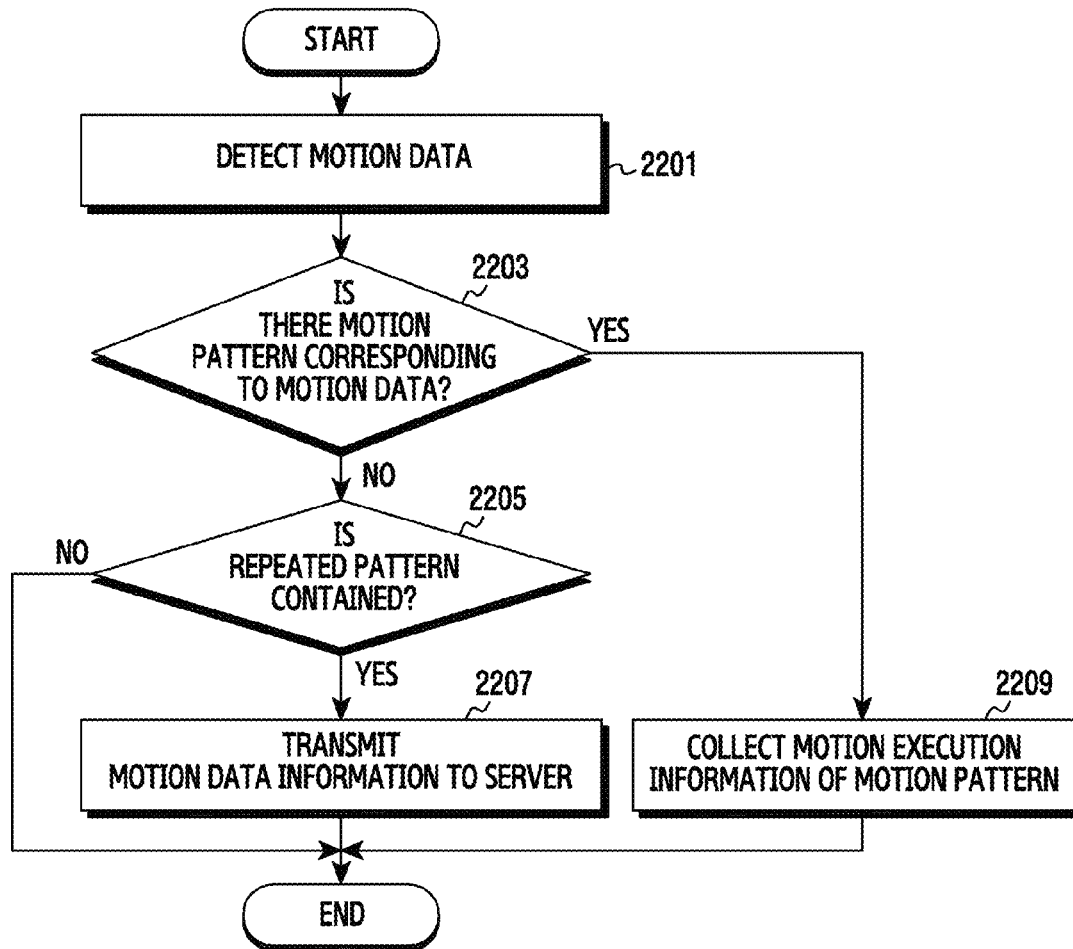 START
DETECT MOTION DATA
2201
2203
IS
THERE MOTION
PATTERN CORRESPONDING
TO MOTION DATA?
YES
NO
2205
IS
REPEATED PATTERN
CONTAINED?
NO
YES
2207
TRANSMIT
MOTION DATA INFORMATION TO SERVER
2209
COLLECT MOTION EXECUTION
INFORMATION OF MOTION PATTERN
END